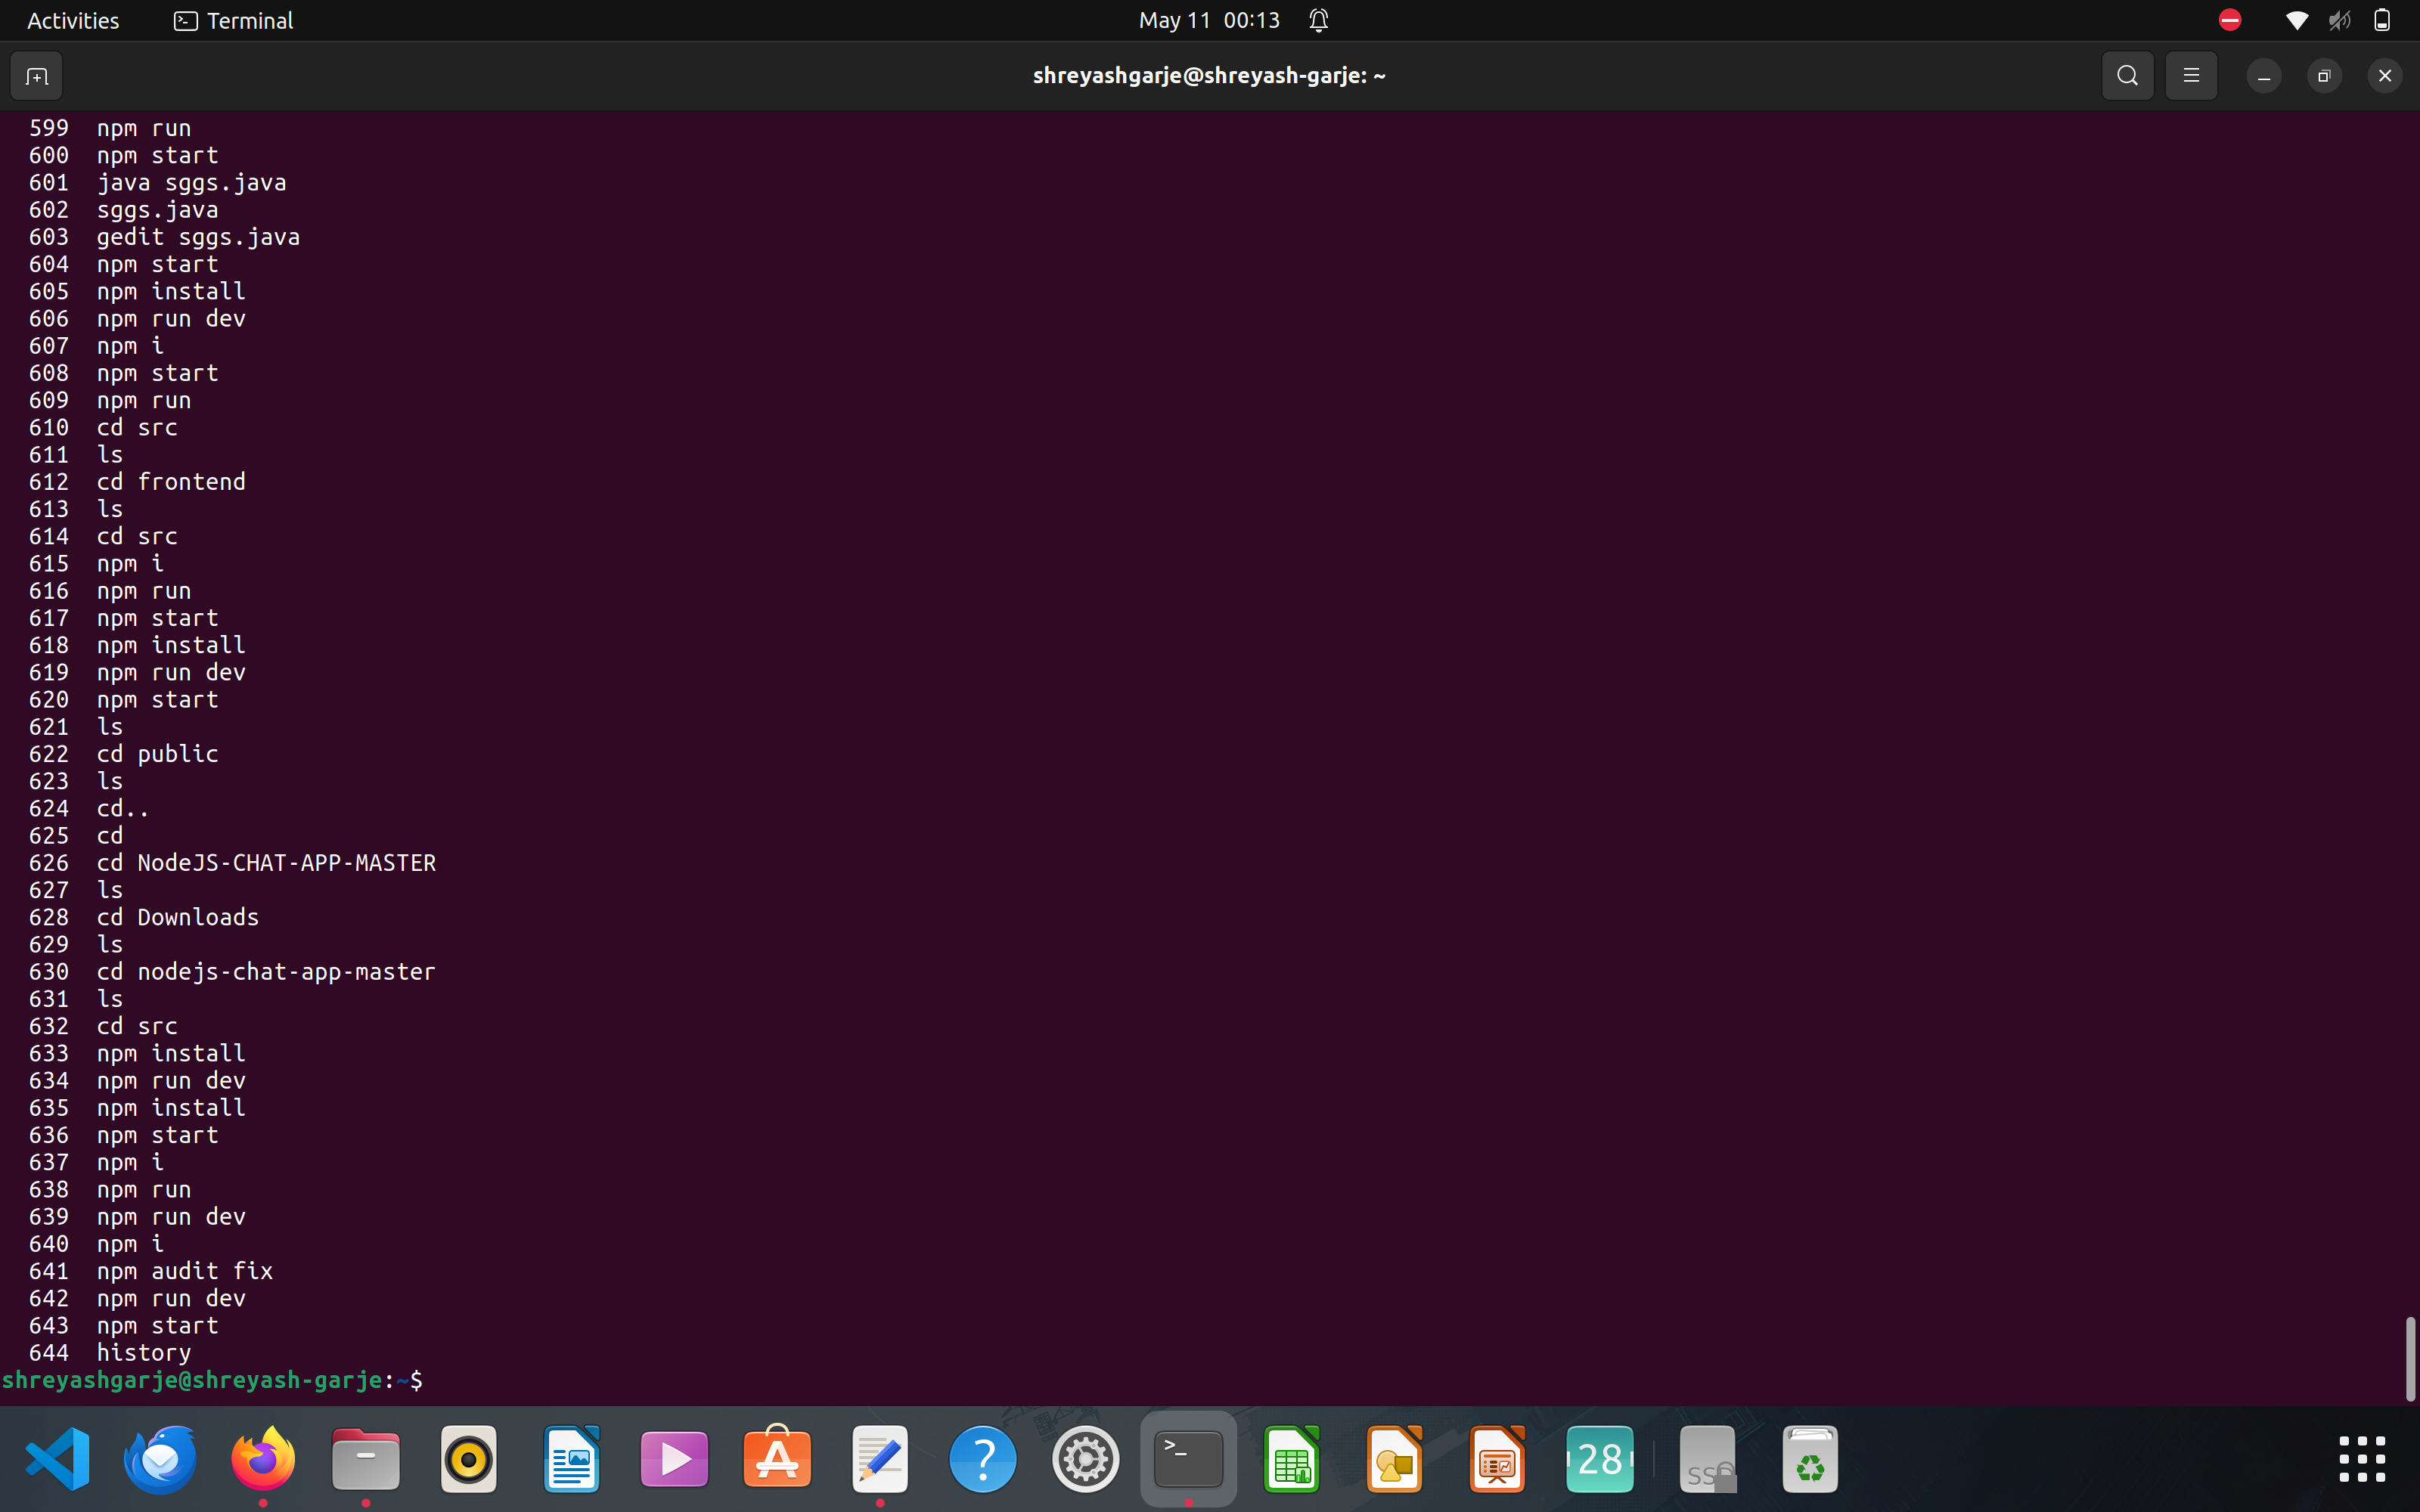 Activities Terminal May 11 00:13
shreyashgarje@shreyash-garje: ~
599 npm run
600 npm start
601 java sggs.java
602 sggs.java
603 gedit sggs.java
604 npm start
605 npm install
606 npm run dev
607 npm i
608 npm start
609 npm run
610 cd src
611 ls
612 cd frontend
613 ls
614 cd src
615 npm i
616 npm run
617 npm start
618 npm install
619 npm run dev
620 npm start
621 ls
622 cd public
623 ls
624 cd..
625 cd
626 cd NodeJS-CHAT-APP-MASTER
627 ls
628 cd Downloads
629 ls
630 cd nodejs-chat-app-master
631 ls
632 cd src
633 npm install
634 npm run dev
635 npm install
636 npm start
637 npm i
638 npm run
639 npm run dev
640 npm i
641 npm audit fix
642 npm run dev
643 npm start
644 history
shreyashgarje@shreyash-garje:~$
>_ 28 SS